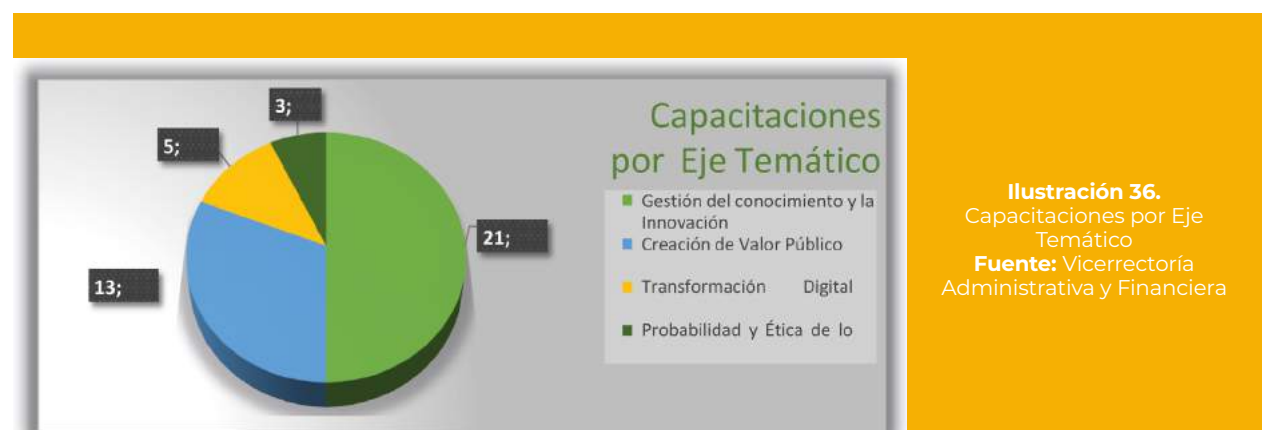 3;
5;
21;
13;
Capacitaciones
por Eje Temático
Gestión del conocimiento y la
Innovación
Creación de Valor Público
Transformación Digital
Probabilidad y Ética de lo
Ilustración 36.
Capacitaciones por Eje
Temático
Fuente: Vicerrectoría
Administrativa y Financiera